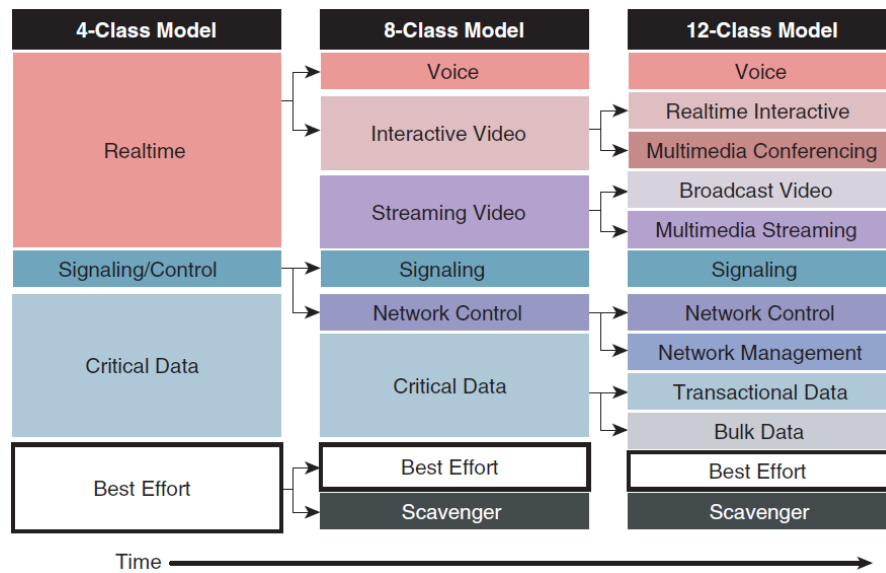 4-Class Model
Realtime
Signaling/Control
Critical Data
Best Effort
8-Class Model
Voice
Interactive Video
Streaming Video
Signaling
Network Control
Critical Data
Best Effort
Scavenger
12-Class Model
Voice
Realtime Interactive
Multimedia Conferencing
Broadcast Video
Multimedia Streaming
Signaling
Network Control
Network Management
Transactional Data
Bulk Data
Best Effort
Scavenger
Time